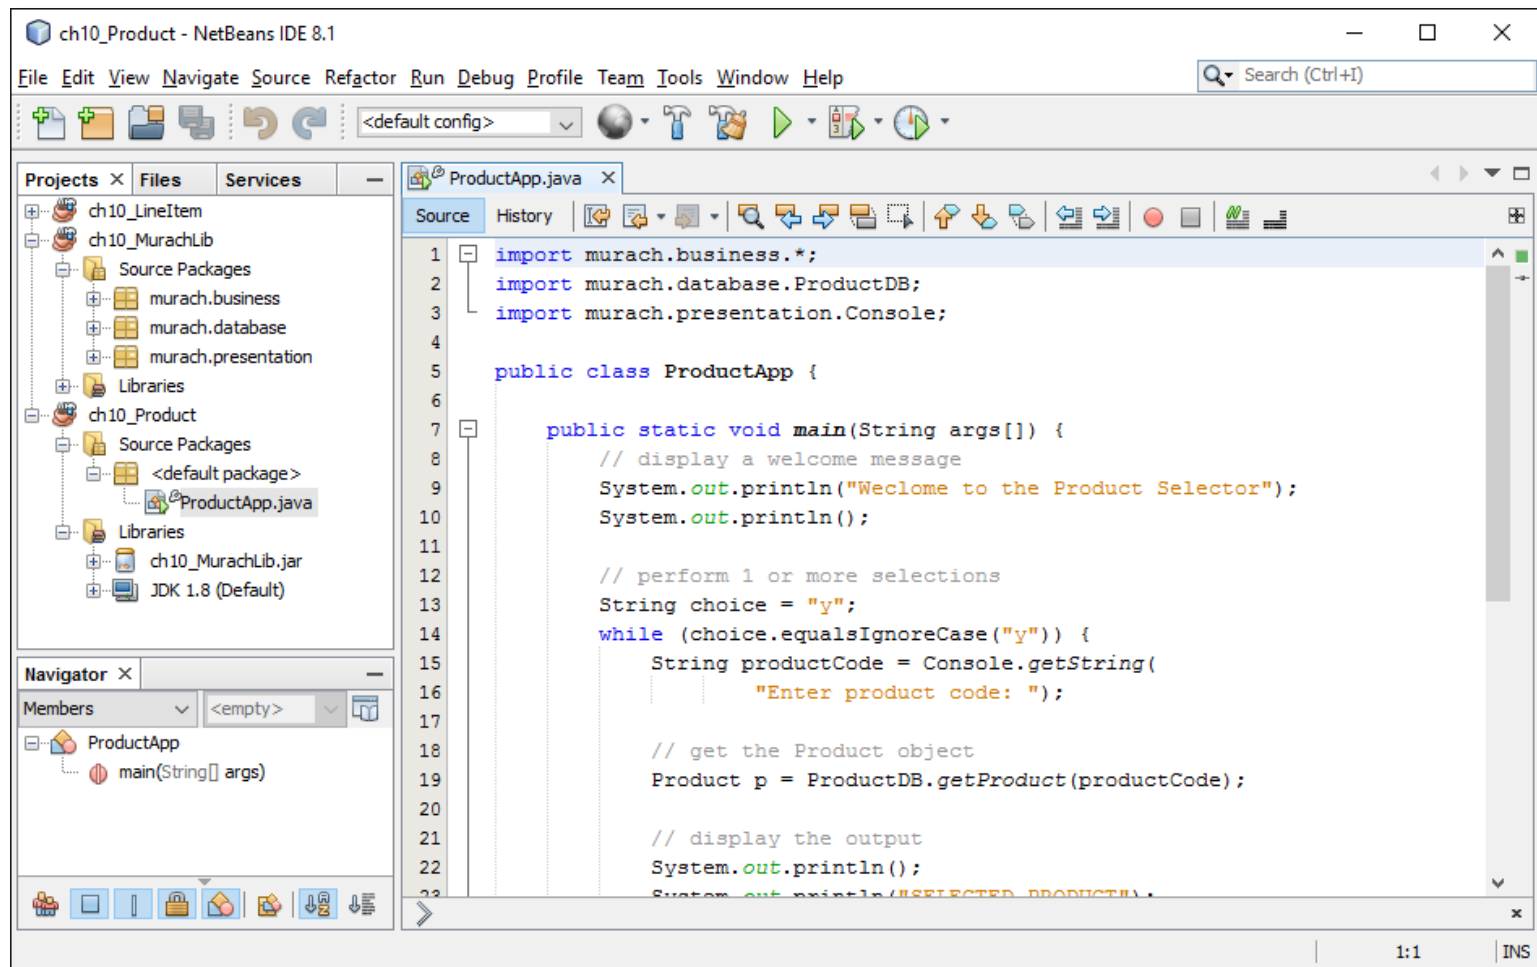 ch10_Product - NetBeans IDE 8.1
File Edit View Navigate Source Refactor Run Debug Profile Team Tools Window Help
Search (Ctrl+I)
<default config>
Projects Files Services
ch10_LineItem
ch10_MurachLib
Source Packages
murach.business
murach.database
murach.presentation
Libraries
ch10_Product
Source Packages
<default package>
ProductApp.java
Libraries
ch10_MurachLib.jar
JDK 1.8 (Default)
Navigator
Members <empty>
ProductApp
main(String[] args)
ProductApp.java
Source History
1 import murach.business.*;
2 import murach.database.ProductDB;
3 import murach.presentation.Console;
4
5 public class ProductApp {
6
7 public static void main(String args[]) {
8 // display a welcome message
9 System.out.println("Weclome to the Product Selector");
10 System.out.println();
11
12 // perform 1 or more selections
13 String choice = "y";
14 while (choice.equalsIgnoreCase("y")) {
15 String productCode = Console.getString(
16 "Enter product code: ");
17
18 // get the Product object
19 Product p = ProductDB.getProduct(productCode);
20
21 // display the output
22 System.out.println();
23 System.out.println("SELECTED PRODUCT");
1:1 INS